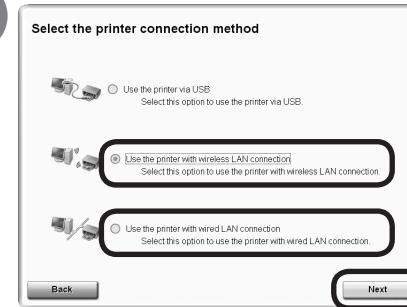 Select the printer connection method
Use the printer via USB
Select this option to use the printer via USB.
Use the printer with wireless LAN connection
Select this option to use the printer with wireless LAN connection.
Use the printer with wired LAN connection
Select this option to use the printer with wired LAN connection.
Back
Next